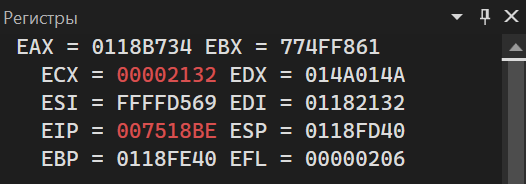 Регистры
EAX = 0118B734 EBX = 774FF861
ECX = 00002132 EDX = 014A014A
ESI = FFFFD569 EDI = 01182132
EIP = 007518BE ESP = 0118FD40
EBP = 0118FE40 EFL = 00000206